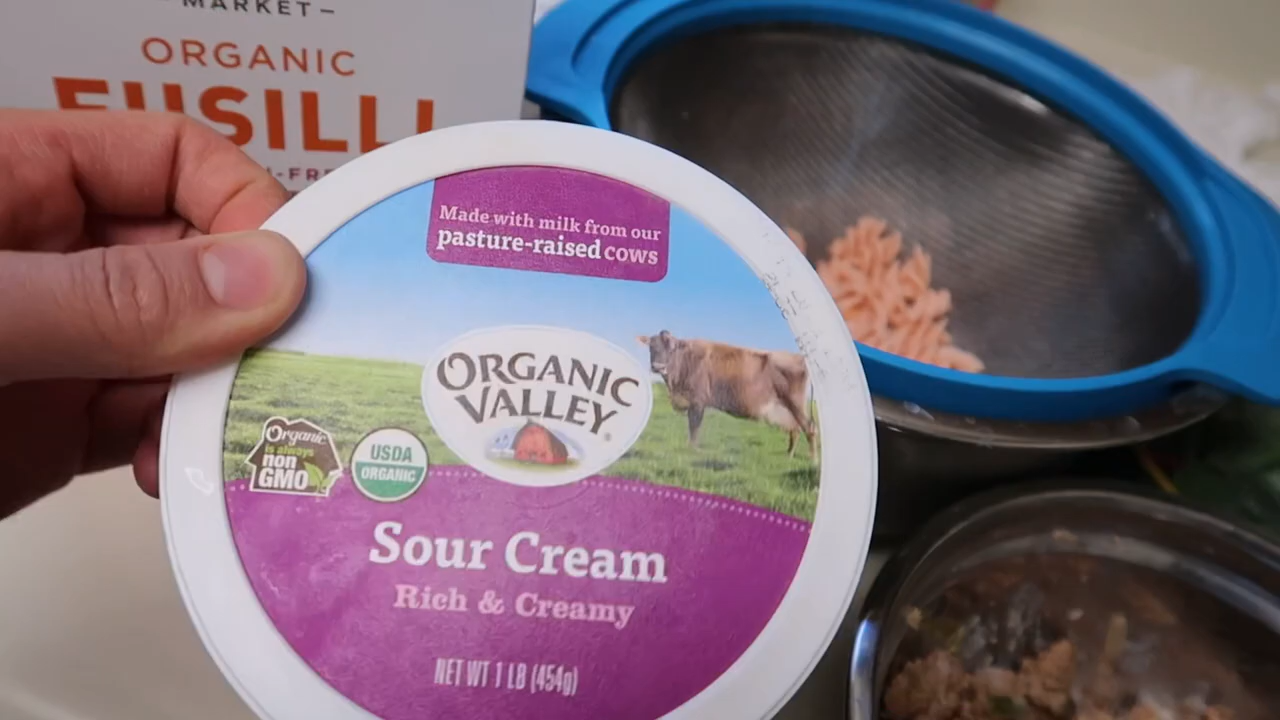 MARKET
ORGANIC
FUSILLI
Made with milk from our
pasture-raised cows
ORGANIC
VALLEY
Organic
is always
non
GMO
USDA
ORGANIC
Sour Cream
Rich & Creamy
NET WT 1 LB (454g)